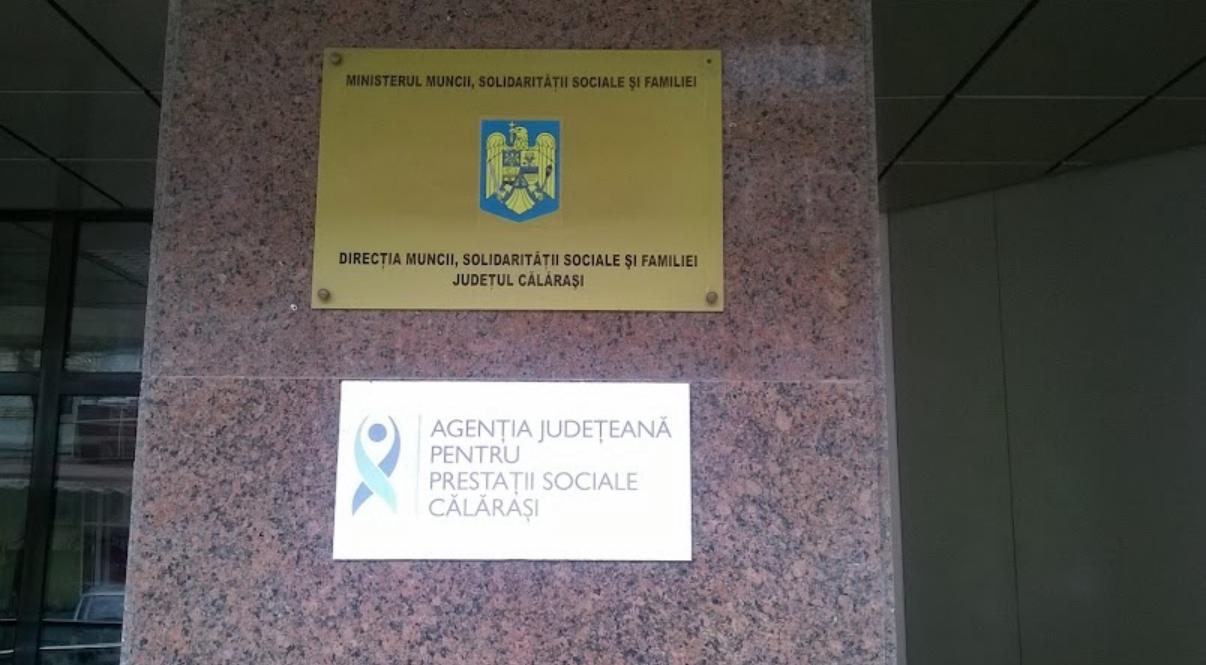 MINISTERUL MUNCII, SOLIDARITĂȚII SOCIALE ȘI FAMILIEI
DIRECȚIA MUNCII, SOLIDARITĂȚII SOCIALE ȘI FAMILIEI
JUDEȚUL CĂLĂRAȘI
AGENȚIA JUDEȚEANĂ
PENTRU
PRESTAȚII SOCIALE
CĂLĂRAȘI